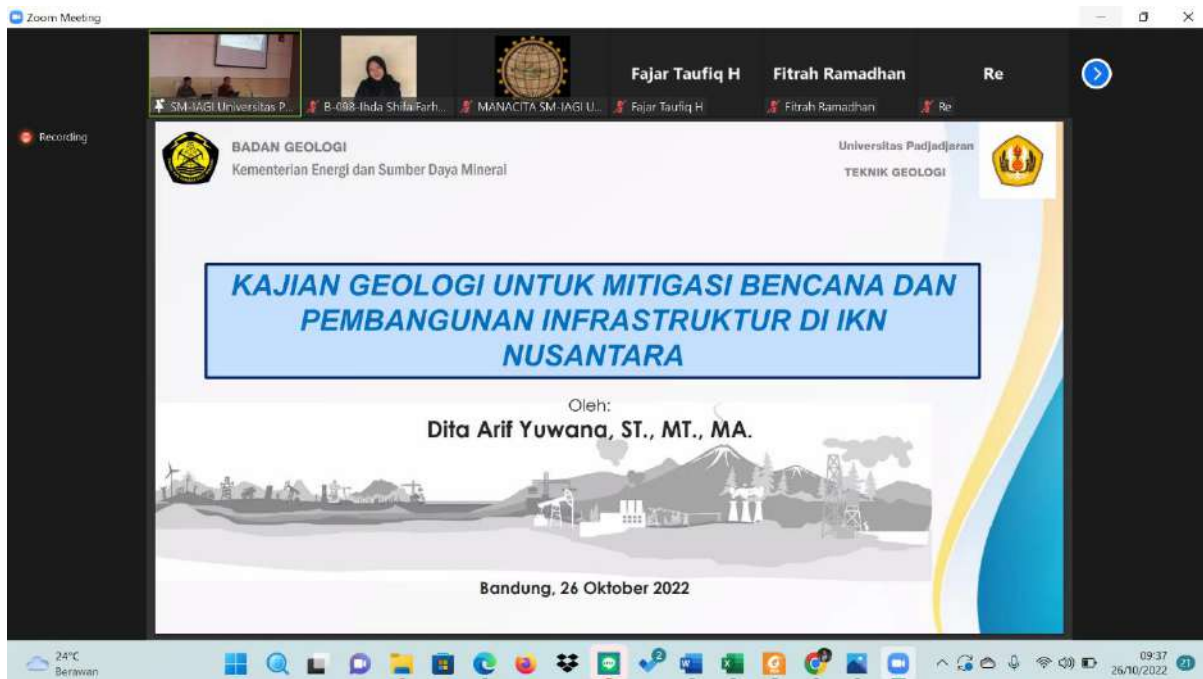 Zoom Meeting
Fajar Taufiq H
Fitrah Ramadhan
Re
SM-IAGI Universitas P...
B-098-Ihda Shifa Farh...
MANACITA SM-IAGI U...
Fajar Taufiq H
Fitrah Ramadhan
Re
Recording
BADAN GEOLOGI
Kementerian Energi dan Sumber Daya Mineral
Universitas Padjadjaran
TEKNIK GEOLOGI
KAJIAN GEOLOGI UNTUK MITIGASI BENCANA DAN
PEMBANGUNAN INFRASTRUKTUR DI IKN
NUSANTARA
Oleh:
Dita Arif Yuwana, ST., MT., MA.
Bandung, 26 Oktober 2022
24°C
Berawan
09:37
26/10/2022
21